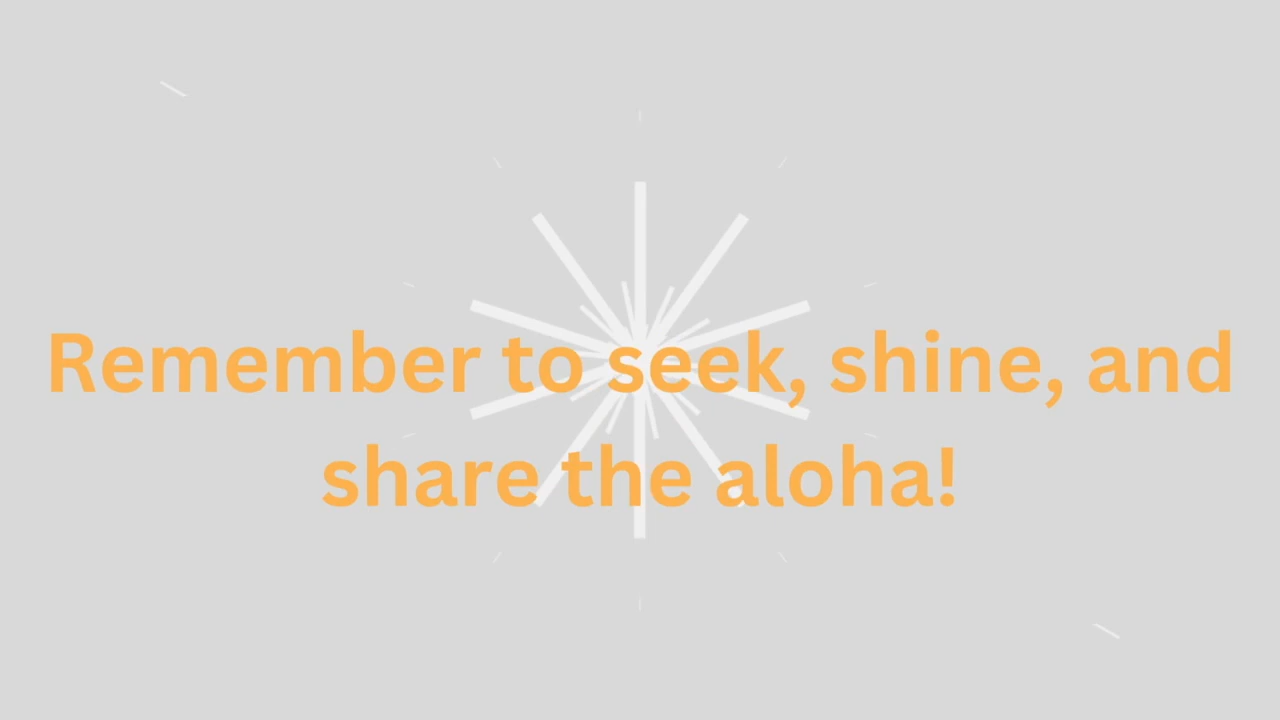 Remember to seek, shine, and
share the aloha!